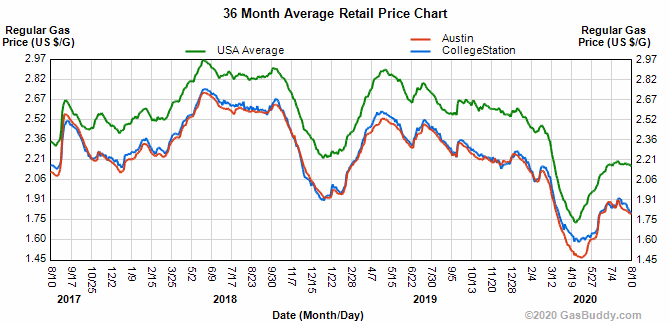 36 Month Average Retail Price Chart
Regular Gas
Price (US $/G)
USA Average
Austin
CollegeStation
Regular Gas
Price (US $/G)
2.97 2.97
2.82 2.82
2.67 2.67
2.52 2.52
2.36 2.36
2.21 2.21
2.06 2.06
1.91 1.91
1.75 1.75
1.60 1.60
1.45 1.45
8/10 9/17 10/25 12/2 1/9 2/15 3/25 5/2 6/9 7/16 8/23 9/30 11/7 12/15 1/22 2/28 4/7 5/15 6/22 7/29 9/5 10/13 11/20 12/28 2/4 3/12 4/19 5/27 7/4 8/10
2017 2018 2019 2020
Date (Month/Day)
©2020 GasBuddy.com